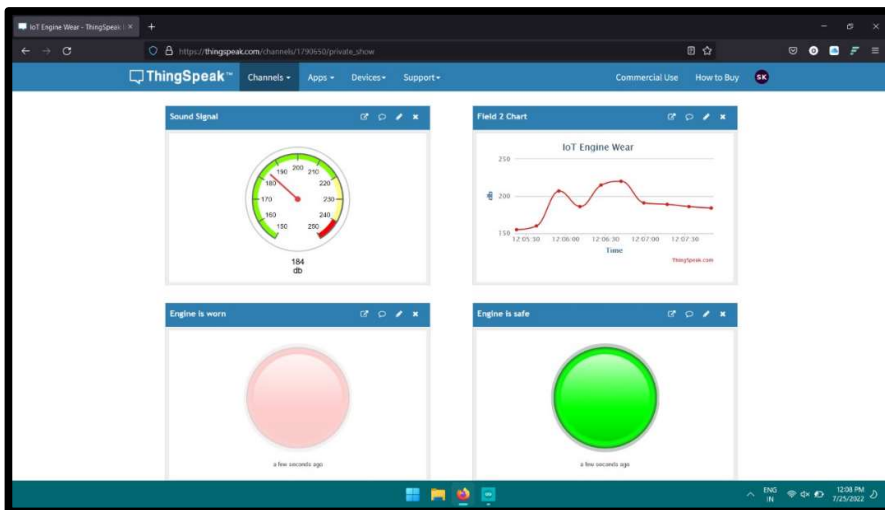 IoT Engine Wear - ThingSpeak I
https://thingspeak.com/channels/1790650/private_show
ThingSpeak™ Channels Apps Devices Support Commercial Use How to Buy SK
Sound Signal
150
160
170
180
190
200
210
220
230
240
250
184
db
Field 2 Chart
IoT Engine Wear
250
200
150
db
12:05:30 12:06:00 12:06:30 12:07:00 12:07:30
Time
ThingSpeak.com
Engine is worn
a few seconds ago
Engine is safe
a few seconds ago
ENG
IN
12:08 PM
7/25/2022